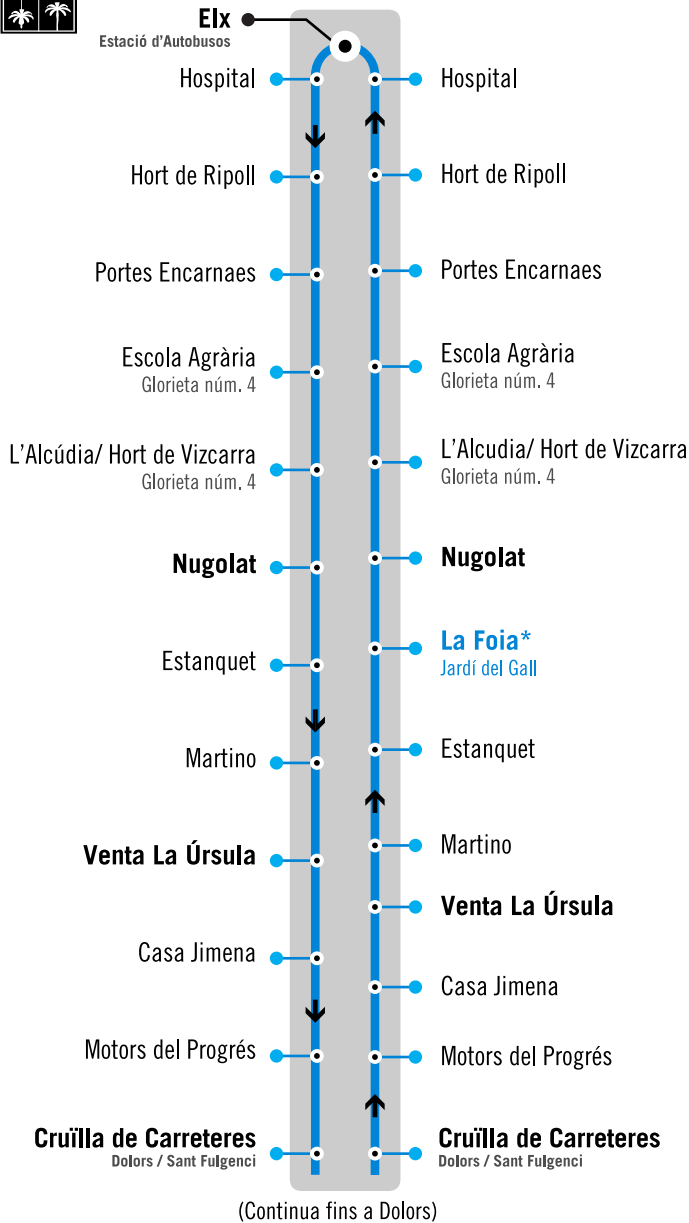 Elx
Estació d'Autobusos
Hospital
Hort de Ripoll
Portes Encarnaes
Escola Agrària
Glorieta núm. 4
L'Alcúdia/ Hort de Vizcarra
Glorieta núm. 4
Nugolat
Estanquet
Martino
Venta La Úrsula
Casa Jimena
Motors del Progrés
Cruïlla de Carreteres
Dolors / Sant Fulgenci
Hospital
Hort de Ripoll
Portes Encarnaes
Escola Agrària
Glorieta núm. 4
L'Alcudia/ Hort de Vizcarra
Glorieta núm. 4
Nugolat
La Foia*
Jardí del Gall
Estanquet
Martino
Venta La Úrsula
Casa Jimena
Motors del Progrés
Cruïlla de Carreteres
Dolors / Sant Fulgenci
(Continua fins a Dolors)